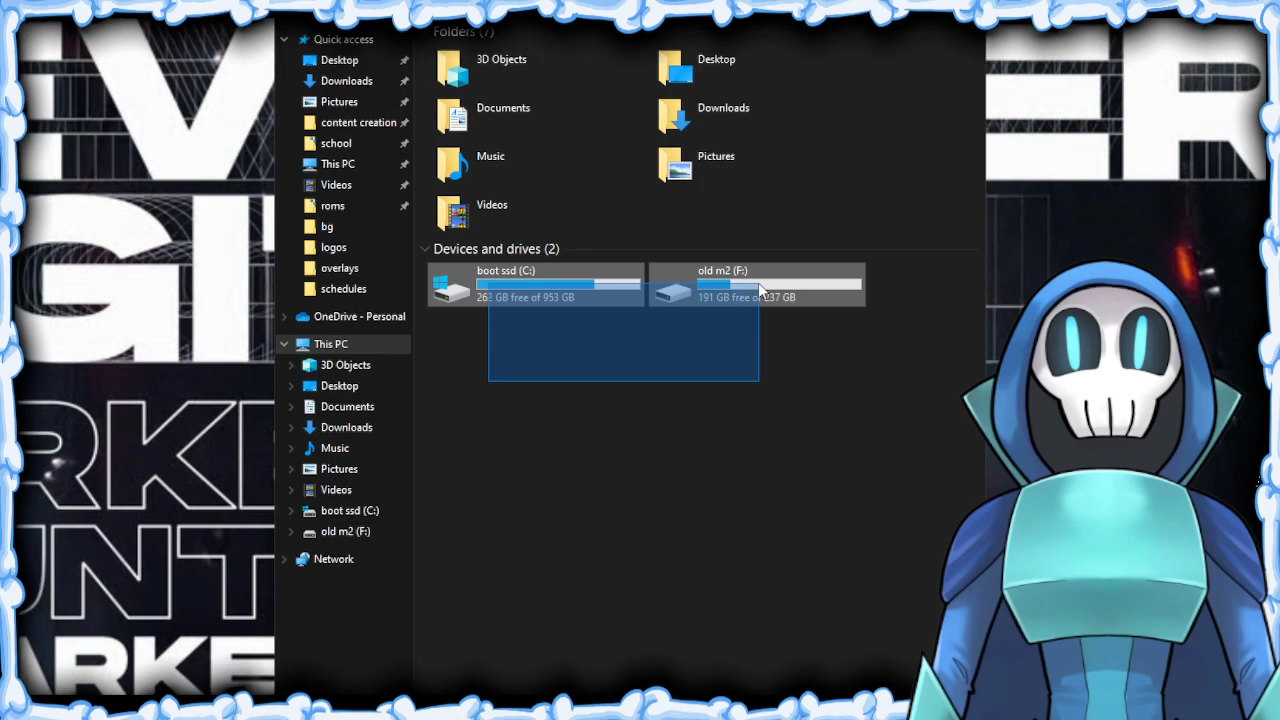 Quick access
Desktop
Downloads
Pictures
content creation
school
This PC
Videos
roms
bg
logos
overlays
schedules
OneDrive - Personal
This PC
3D Objects
Desktop
Documents
Downloads
Music
Pictures
Videos
boot ssd (C:)
old m2 (F:)
Network
Folders (7)
3D Objects
Desktop
Documents
Downloads
Music
Pictures
Videos
Devices and drives (2)
boot ssd (C:)
262 GB free of 953 GB
old m2 (F:)
191 GB free of 237 GB